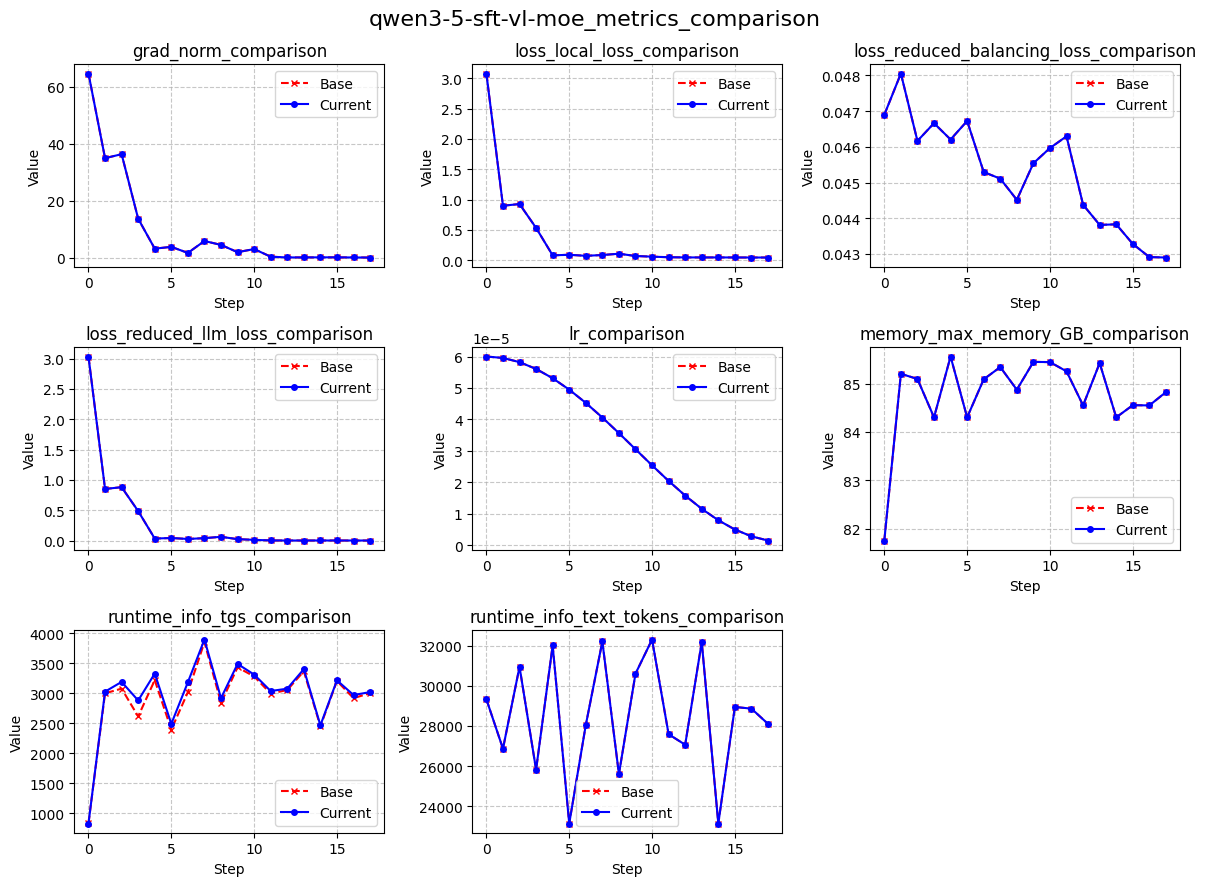 qwen3-5-sft-vl-moe_metrics_comparison
grad_norm_comparison
Value
60
40
20
0
0 5 10 15
Step
Base
Current
loss_local_loss_comparison
Value
3.0
2.5
2.0
1.5
1.0
0.5
0.0
0 5 10 15
Step
Base
Current
loss_reduced_balancing_loss_comparison
Value
0.048
0.047
0.046
0.045
0.044
0.043
0 5 10 15
Step
Base
Current
loss_reduced_llm_loss_comparison
Value
3.0
2.5
2.0
1.5
1.0
0.5
0.0
0 5 10 15
Step
Base
Current
lr_comparison
1e−5
Value
6
5
4
3
2
1
0
0 5 10 15
Step
Base
Current
memory_max_memory_GB_comparison
Value
85
84
83
82
0 5 10 15
Step
Base
Current
runtime_info_tgs_comparison
Value
4000
3500
3000
2500
2000
1500
1000
0 5 10 15
Step
Base
Current
runtime_info_text_tokens_comparison
Value
32000
30000
28000
26000
24000
0 5 10 15
Step
Base
Current